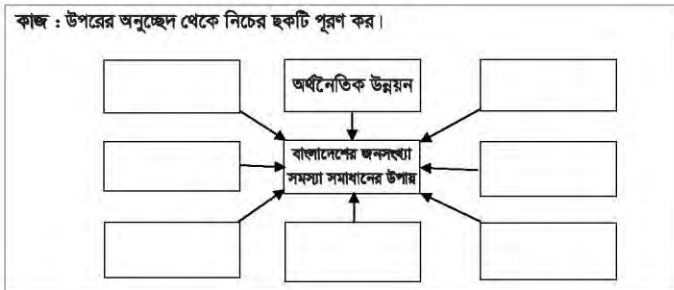 কাজ : উপরের অনুচ্ছেদ থেকে নিচের ছকটি পূরণ কর।
অর্থনৈতিক উন্নয়ন
বাংলাদেশের জনসংখ্যা
সমস্যা সমাধানের উপায়